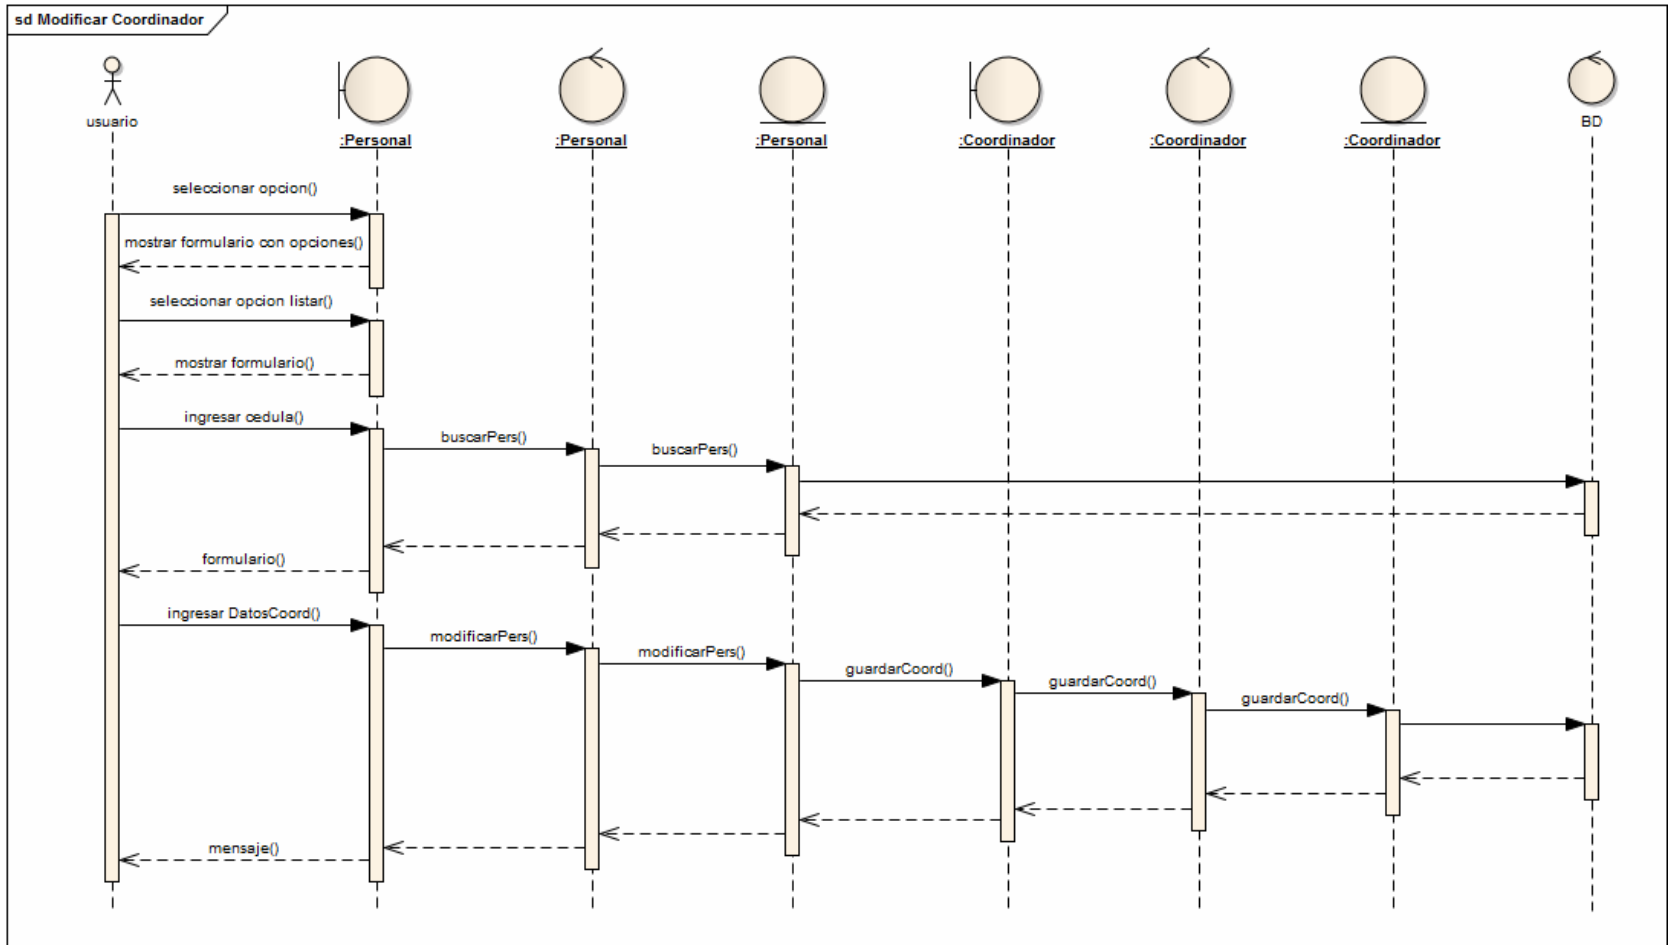 sd Modificar Coordinador
usuario
:Personal
:Personal
:Personal
:Coordinador
:Coordinador
:Coordinador
BD
seleccionar opcion()
mostrar formulario con opciones()
seleccionar opcion listar()
mostrar formulario()
ingresar cedula()
buscarPers()
buscarPers()
formulario()
ingresar DatosCoord()
modificarPers()
modificarPers()
guardarCoord()
guardarCoord()
guardarCoord()
mensaje()